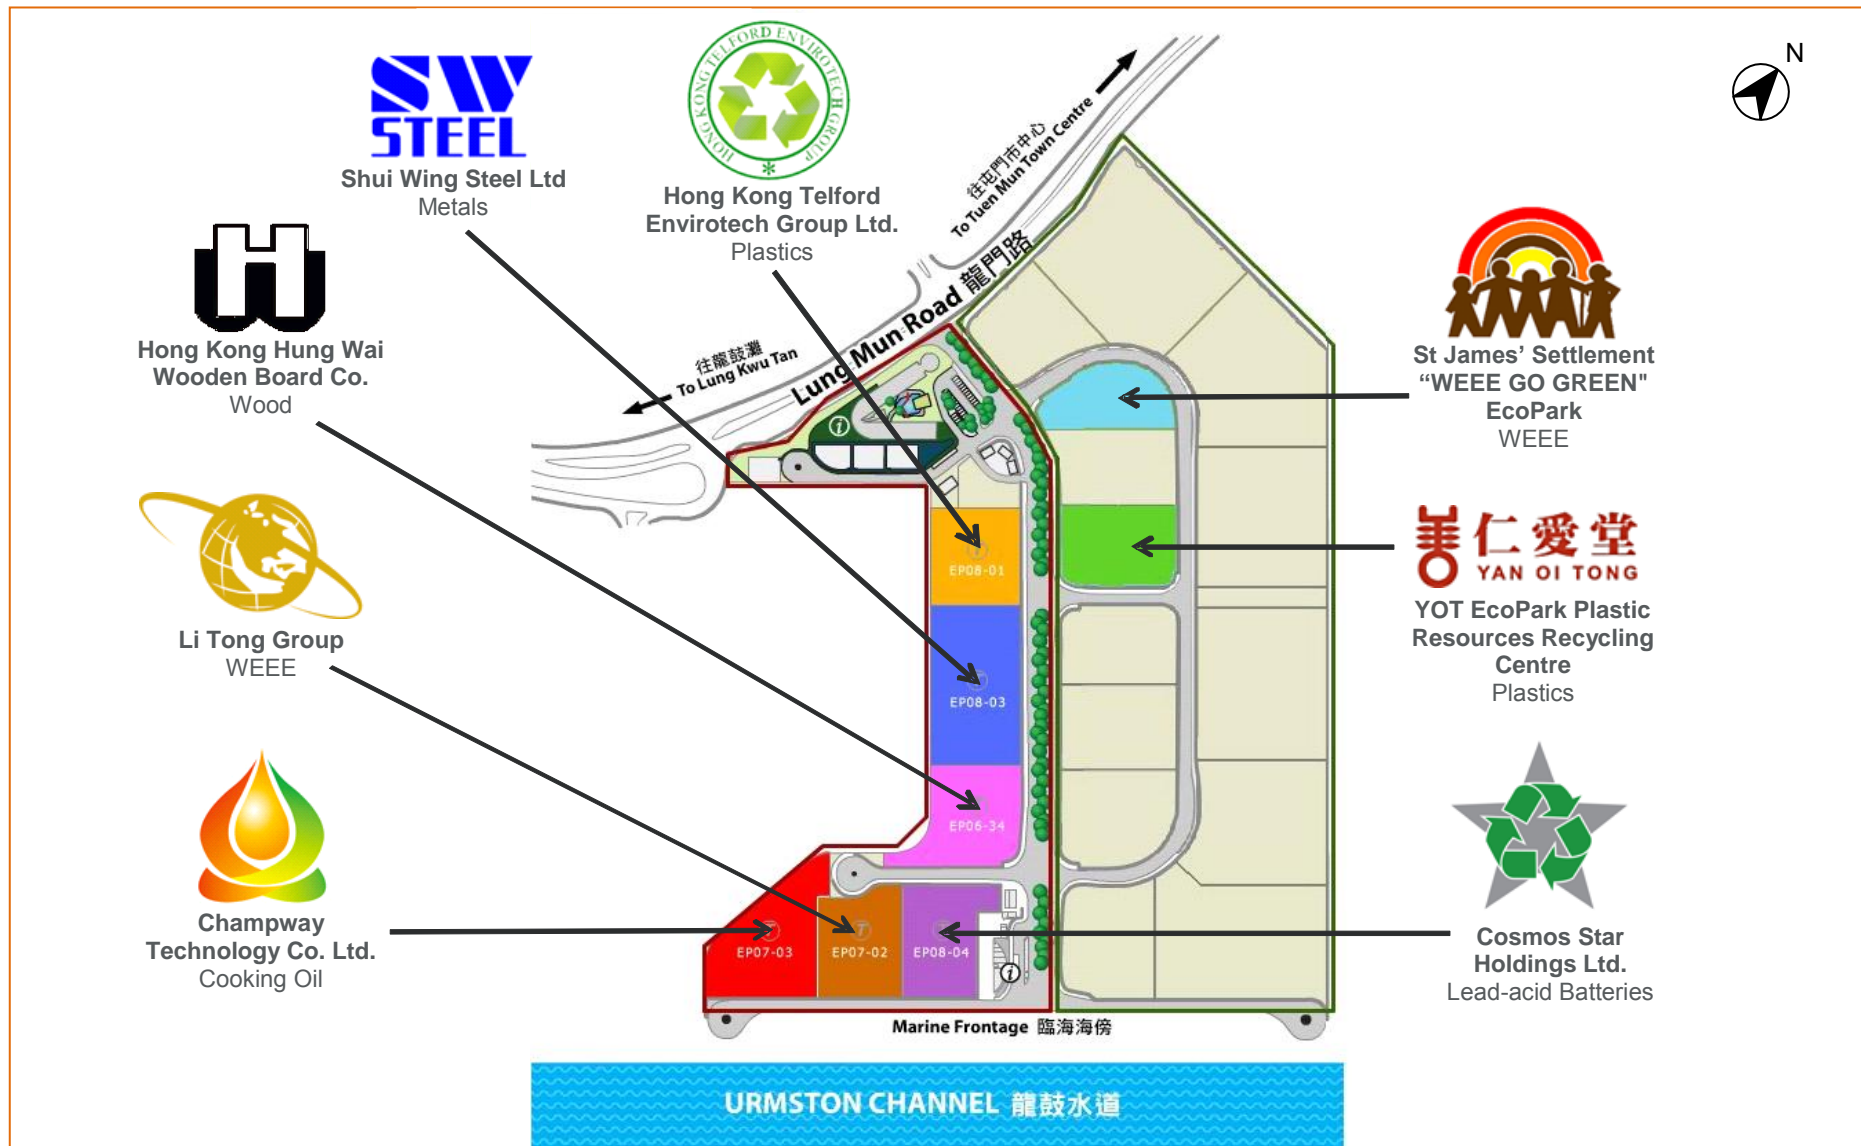 N
SW
STEEL
Shui Wing Steel Ltd
Metals
HONG KONG TELFORD ENVIROTECH GROUP
Hong Kong Telford
Envirotech Group Ltd.
Plastics
Hong Kong Hung Wai
Wooden Board Co.
Wood
Li Tong Group
WEEE
Champway
Technology Co. Ltd.
Cooking Oil
往屯門市中心
To Tuen Mun Town Centre
Lung Mun Road 龍門路
往龍鼓灘
To Lung Kwu Tan
i
EP08-01
EP08-03
EP06-34
EP07-03
EP07-02
EP08-04
i
Marine Frontage 臨海海傍
URMSTON CHANNEL 龍鼓水道
St James’ Settlement
“WEEE GO GREEN"
EcoPark
WEEE
仁愛堂
YAN OI TONG
YOT EcoPark Plastic
Resources Recycling
Centre
Plastics
Cosmos Star
Holdings Ltd.
Lead-acid Batteries